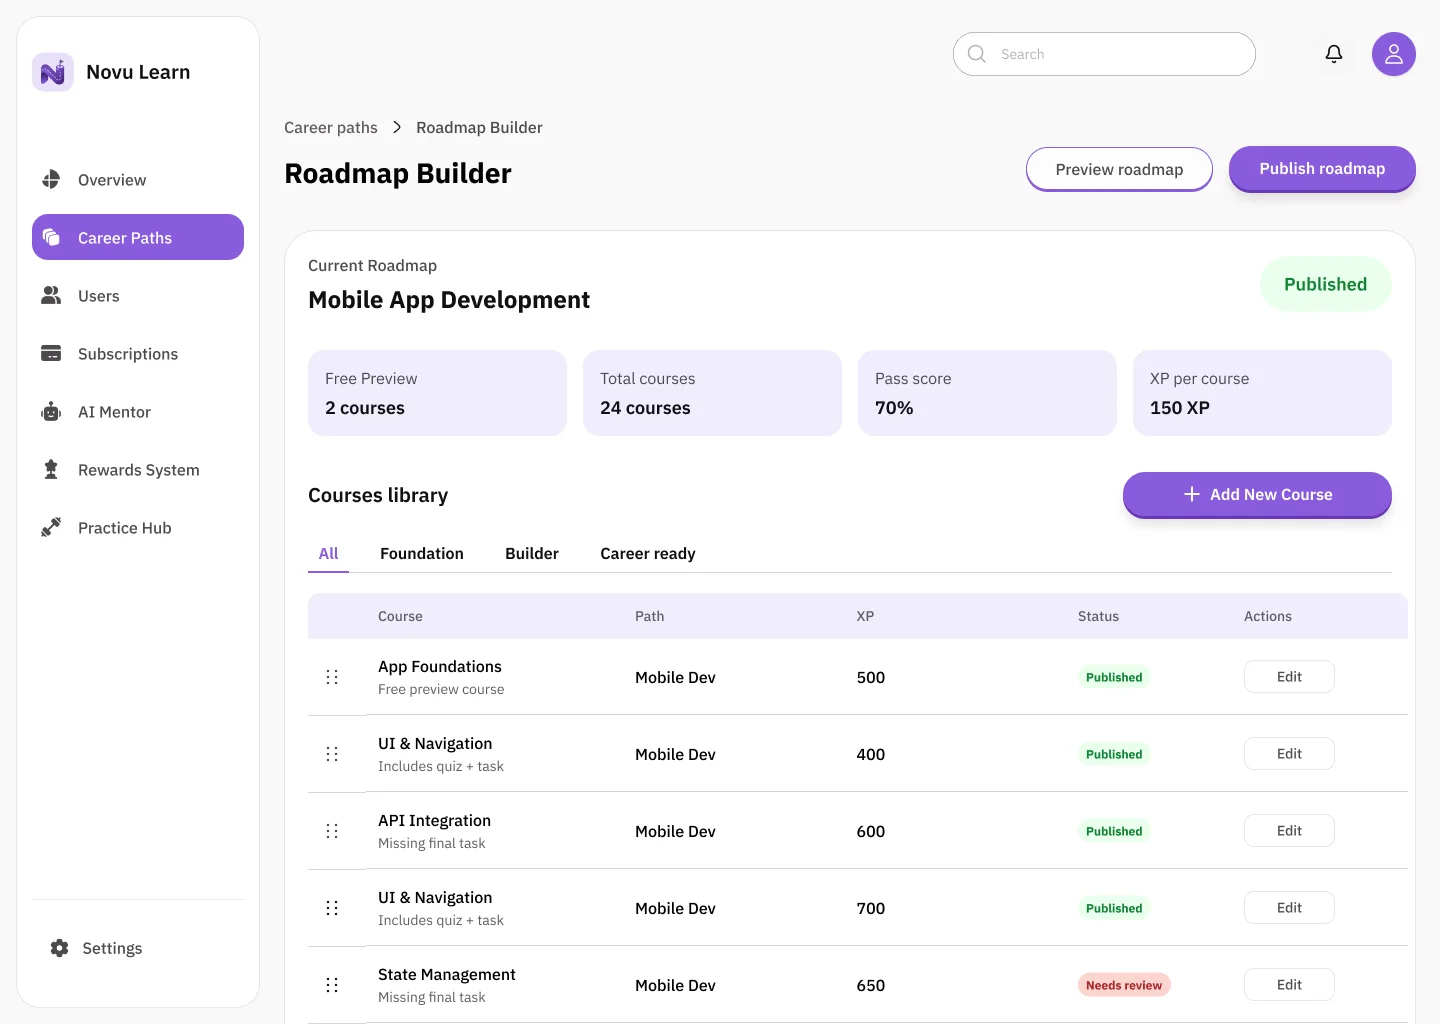 Novu Learn
Search
Overview
Career Paths
Users
Subscriptions
AI Mentor
Rewards System
Practice Hub
Settings
Career paths > Roadmap Builder
Roadmap Builder
Preview roadmap
Publish roadmap
Current Roadmap
Mobile App Development
Published
Free Preview
2 courses
Total courses
24 courses
Pass score
70%
XP per course
150 XP
Courses library
+ Add New Course
All Foundation Builder Career ready
Course Path XP Status Actions
App Foundations
Free preview course
Mobile Dev 500 Published Edit
UI & Navigation
Includes quiz + task
Mobile Dev 400 Published Edit
API Integration
Missing final task
Mobile Dev 600 Published Edit
UI & Navigation
Includes quiz + task
Mobile Dev 700 Published Edit
State Management
Missing final task
Mobile Dev 650 Needs review Edit